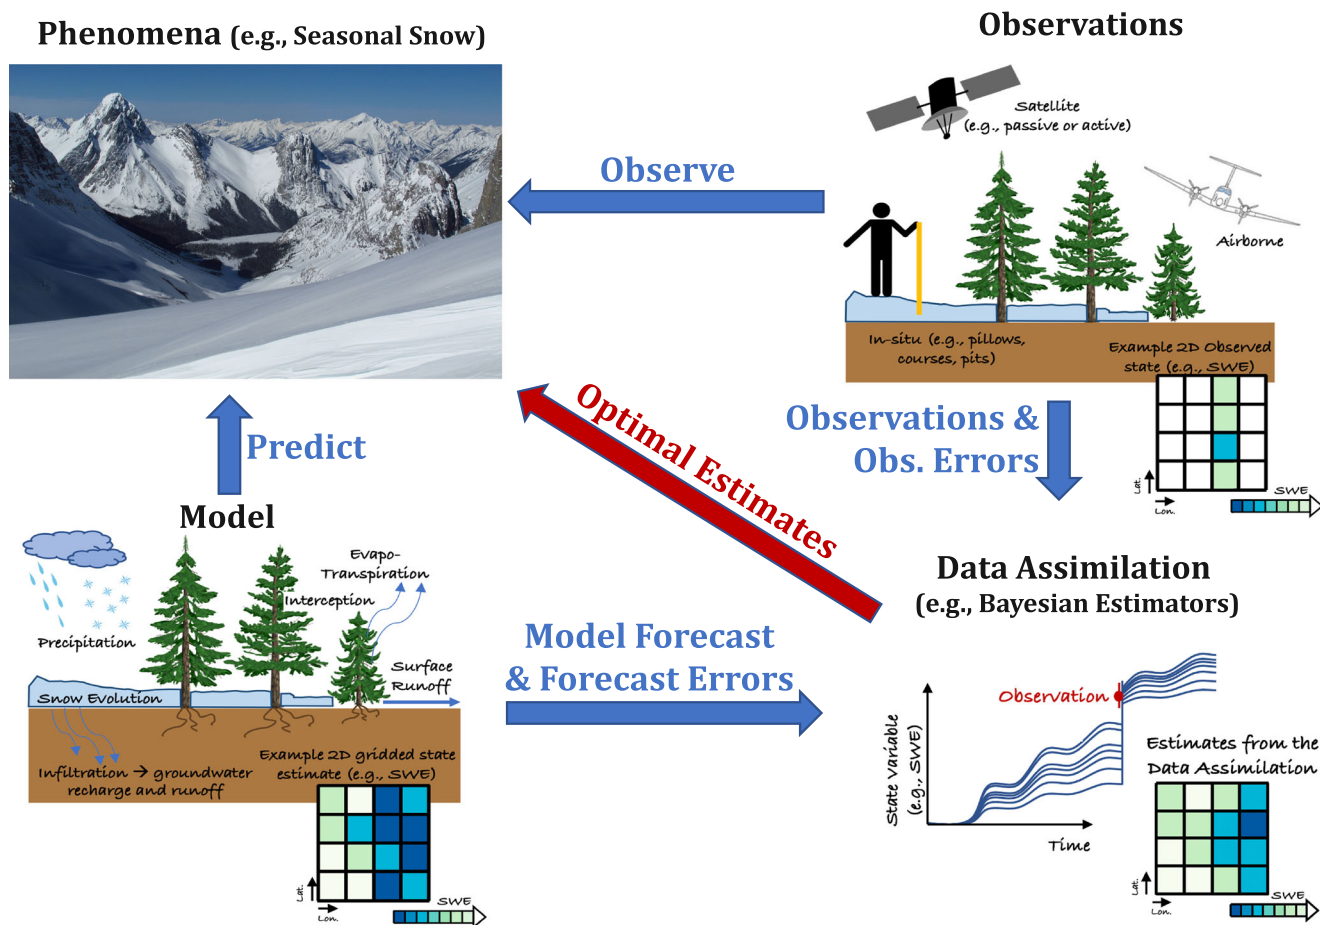 Phenomena (e.g., Seasonal Snow)
Observations
Satellite
(e.g., passive or active)
Observe
Airborne
In-situ (e.g., pillows,
courses, pits)
Example 2D Observed
state (e.g., SWE)
Lat.
Lon.
SWE
Observations &
Obs. Errors
Optimal Estimates
Predict
Model
Evapo-
Transpiration
Interception
Precipitation
Surface
Runoff
Snow Evolution
Infiltration → groundwater
recharge and runoff
Example 2D gridded state
estimate (e.g., SWE)
Lat.
Lon.
SWE
Model Forecast
& Forecast Errors
Data Assimilation
(e.g., Bayesian Estimators)
Observation
State Variable
(e.g., SWE)
Time
Estimates from the
Data Assimilation
Lat.
Lon.
SWE